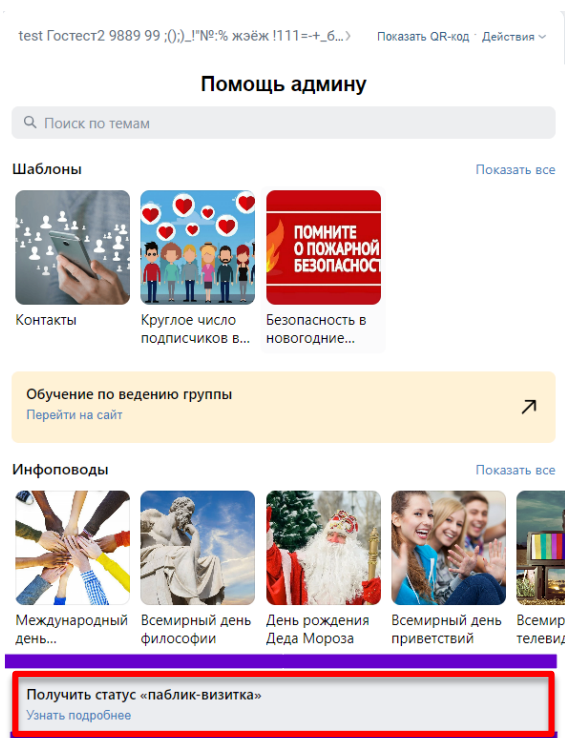 test Гостест2 9889 99 ;();)_!"№:% жэёж !111=-+_б...
Показать QR-код · Действия
Помощь админу
Поиск по темам
Шаблоны
Показать все
ПОМНИТЕ
О ПОЖАРНОЙ
БЕЗОПАСНОСТ
Контакты
Круглое число
подписчиков в...
Безопасность в
новогодние...
Обучение по ведению группы
Перейти на сайт
Инфоповоды
Показать все
Международный
день...
Всемирный день
философии
День рождения
Деда Мороза
Всемирный день
приветствий
Всемир
телевид
Получить статус «паблик-визитка»
Узнать подробнее